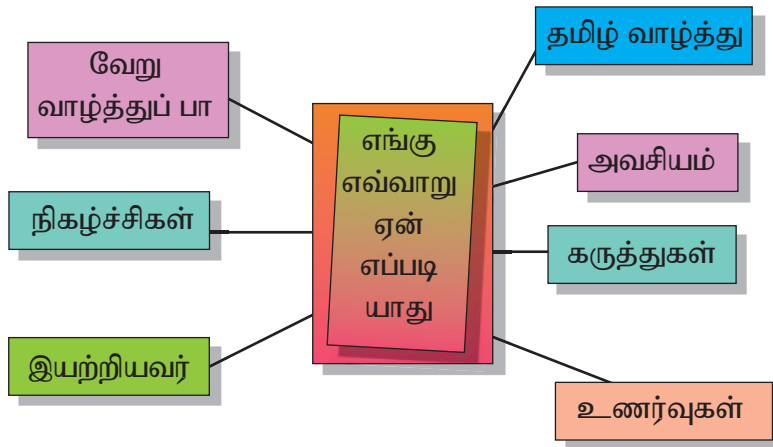 தமிழ் வாழ்த்து
வேறு
வாழ்த்துப் பா
எங்கு
எவ்வாறு
ஏன்
எப்படி
யாது
அவசியம்
நிகழ்ச்சிகள்
கருத்துகள்
இயற்றியவர்
உணர்வுகள்